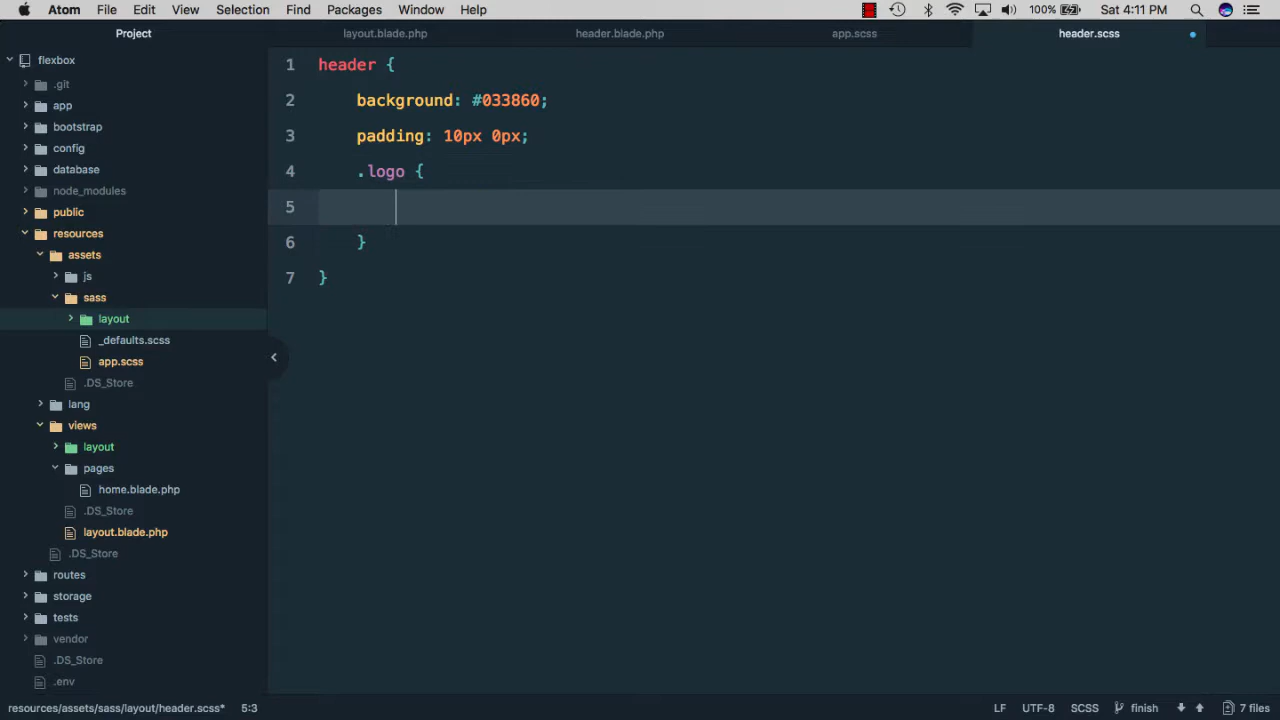 Atom File Edit View Selection Find Packages Window Help 100% Sat 4:11 PM
Project layout.blade.php header.blade.php app.scss header.scss
flexbox
.git
app
bootstrap
config
database
node_modules
public
resources
assets
js
sass
layout
_defaults.scss
app.scss
.DS_Store
lang
views
layout
pages
home.blade.php
.DS_Store
layout.blade.php
.DS_Store
routes
storage
tests
vendor
.DS_Store
.env
1 header {
2 background: #033860;
3 padding: 10px 0px;
4 .logo {
5
6 }
7 }
resources/assets/sass/layout/header.scss* 5:3 LF UTF-8 SCSS finish 7 files